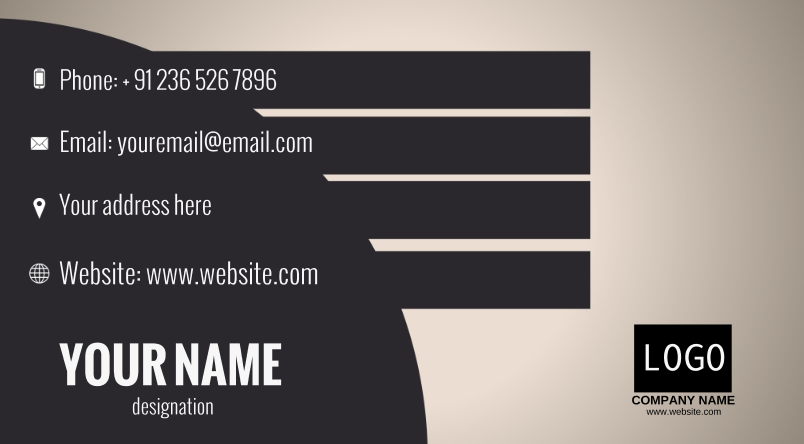 Phone: + 91 236 526 7896
Email: youremail@email.com
Your address here
Website: www.website.com
YOUR NAME
designation
LOGO
COMPANY NAME
www.website.com